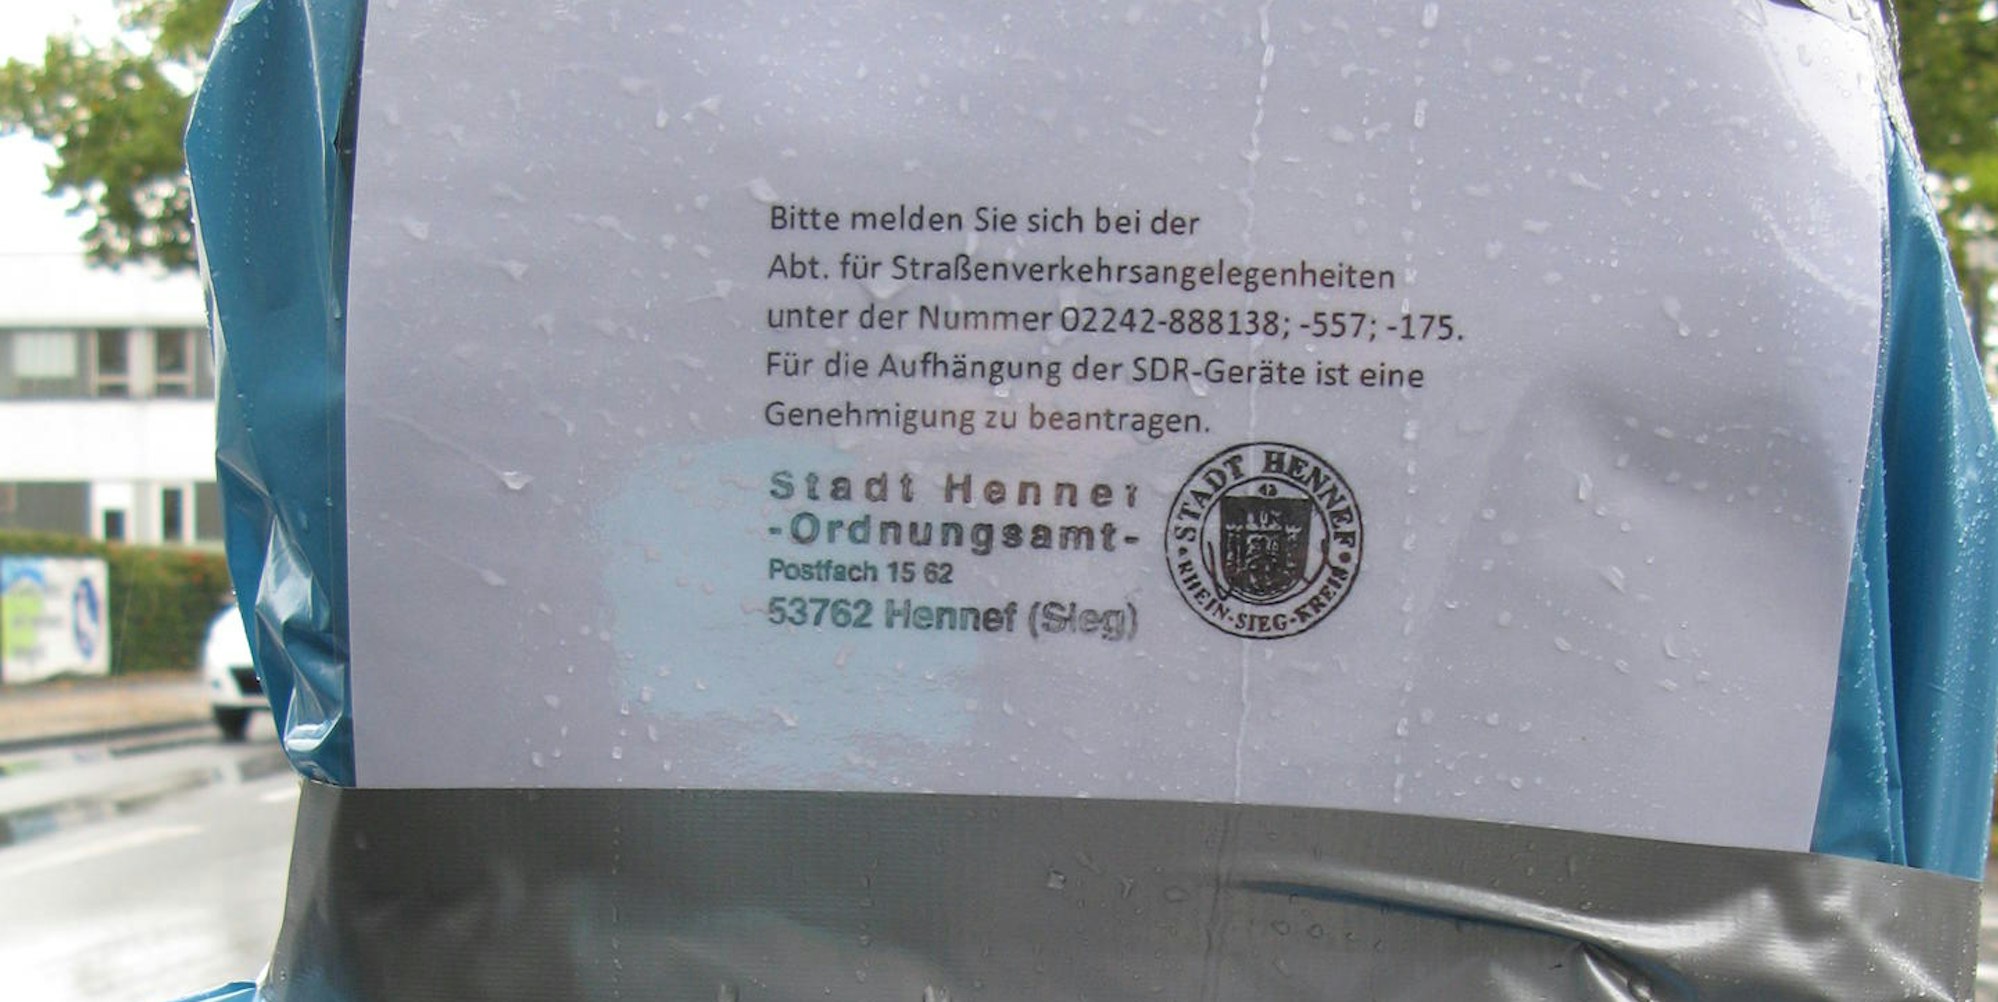 Bitte melden Sie sich bei der
Abt. für Straßenverkehrsangelegenheiten
unter der Nummer 02242-888138; -557; -175.
Für die Aufhängung der SDR-Geräte ist eine
Genehmigung zu beantragen.
Stadt Hennef
-Ordnungsamt-
Postfach 15 62
53762 Hennef (Sieg)
STADT HENNEF
RHEIN-SIEG-KREIS